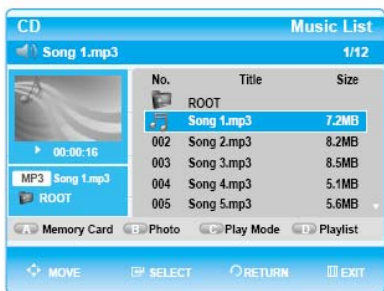 CD Music List
Song 1.mp3 1/12
No. Title Size
ROOT
Song 1.mp3 7.2MB
002 Song 2.mp3 8.2MB
003 Song 3.mp3 8.5MB
004 Song 4.mp3 5.1MB
005 Song 5.mp3 5.6MB
00:00:16
MP3 Song 1.mp3
ROOT
A Memory Card B Photo C Play Mode D Playlist
MOVE SELECT RETURN EXIT